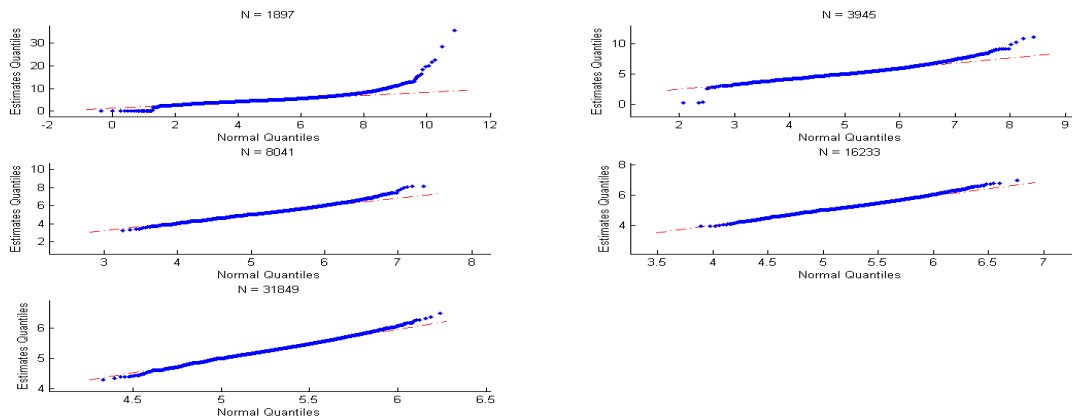 N = 1897
Estimates Quantiles
30
20
10
0
-2 0 2 4 6 8 10 12
Normal Quantiles
N = 3945
Estimates Quantiles
10
5
0
2 3 4 5 6 7 8 9
Normal Quantiles
N = 8041
Estimates Quantiles
10
8
6
4
2
3 4 5 6 7 8
Normal Quantiles
N = 16233
Estimates Quantiles
8
6
4
3.5 4 4.5 5 5.5 6 6.5 7
Normal Quantiles
N = 31849
Estimates Quantiles
6
5
4
4.5 5 5.5 6 6.5
Normal Quantiles